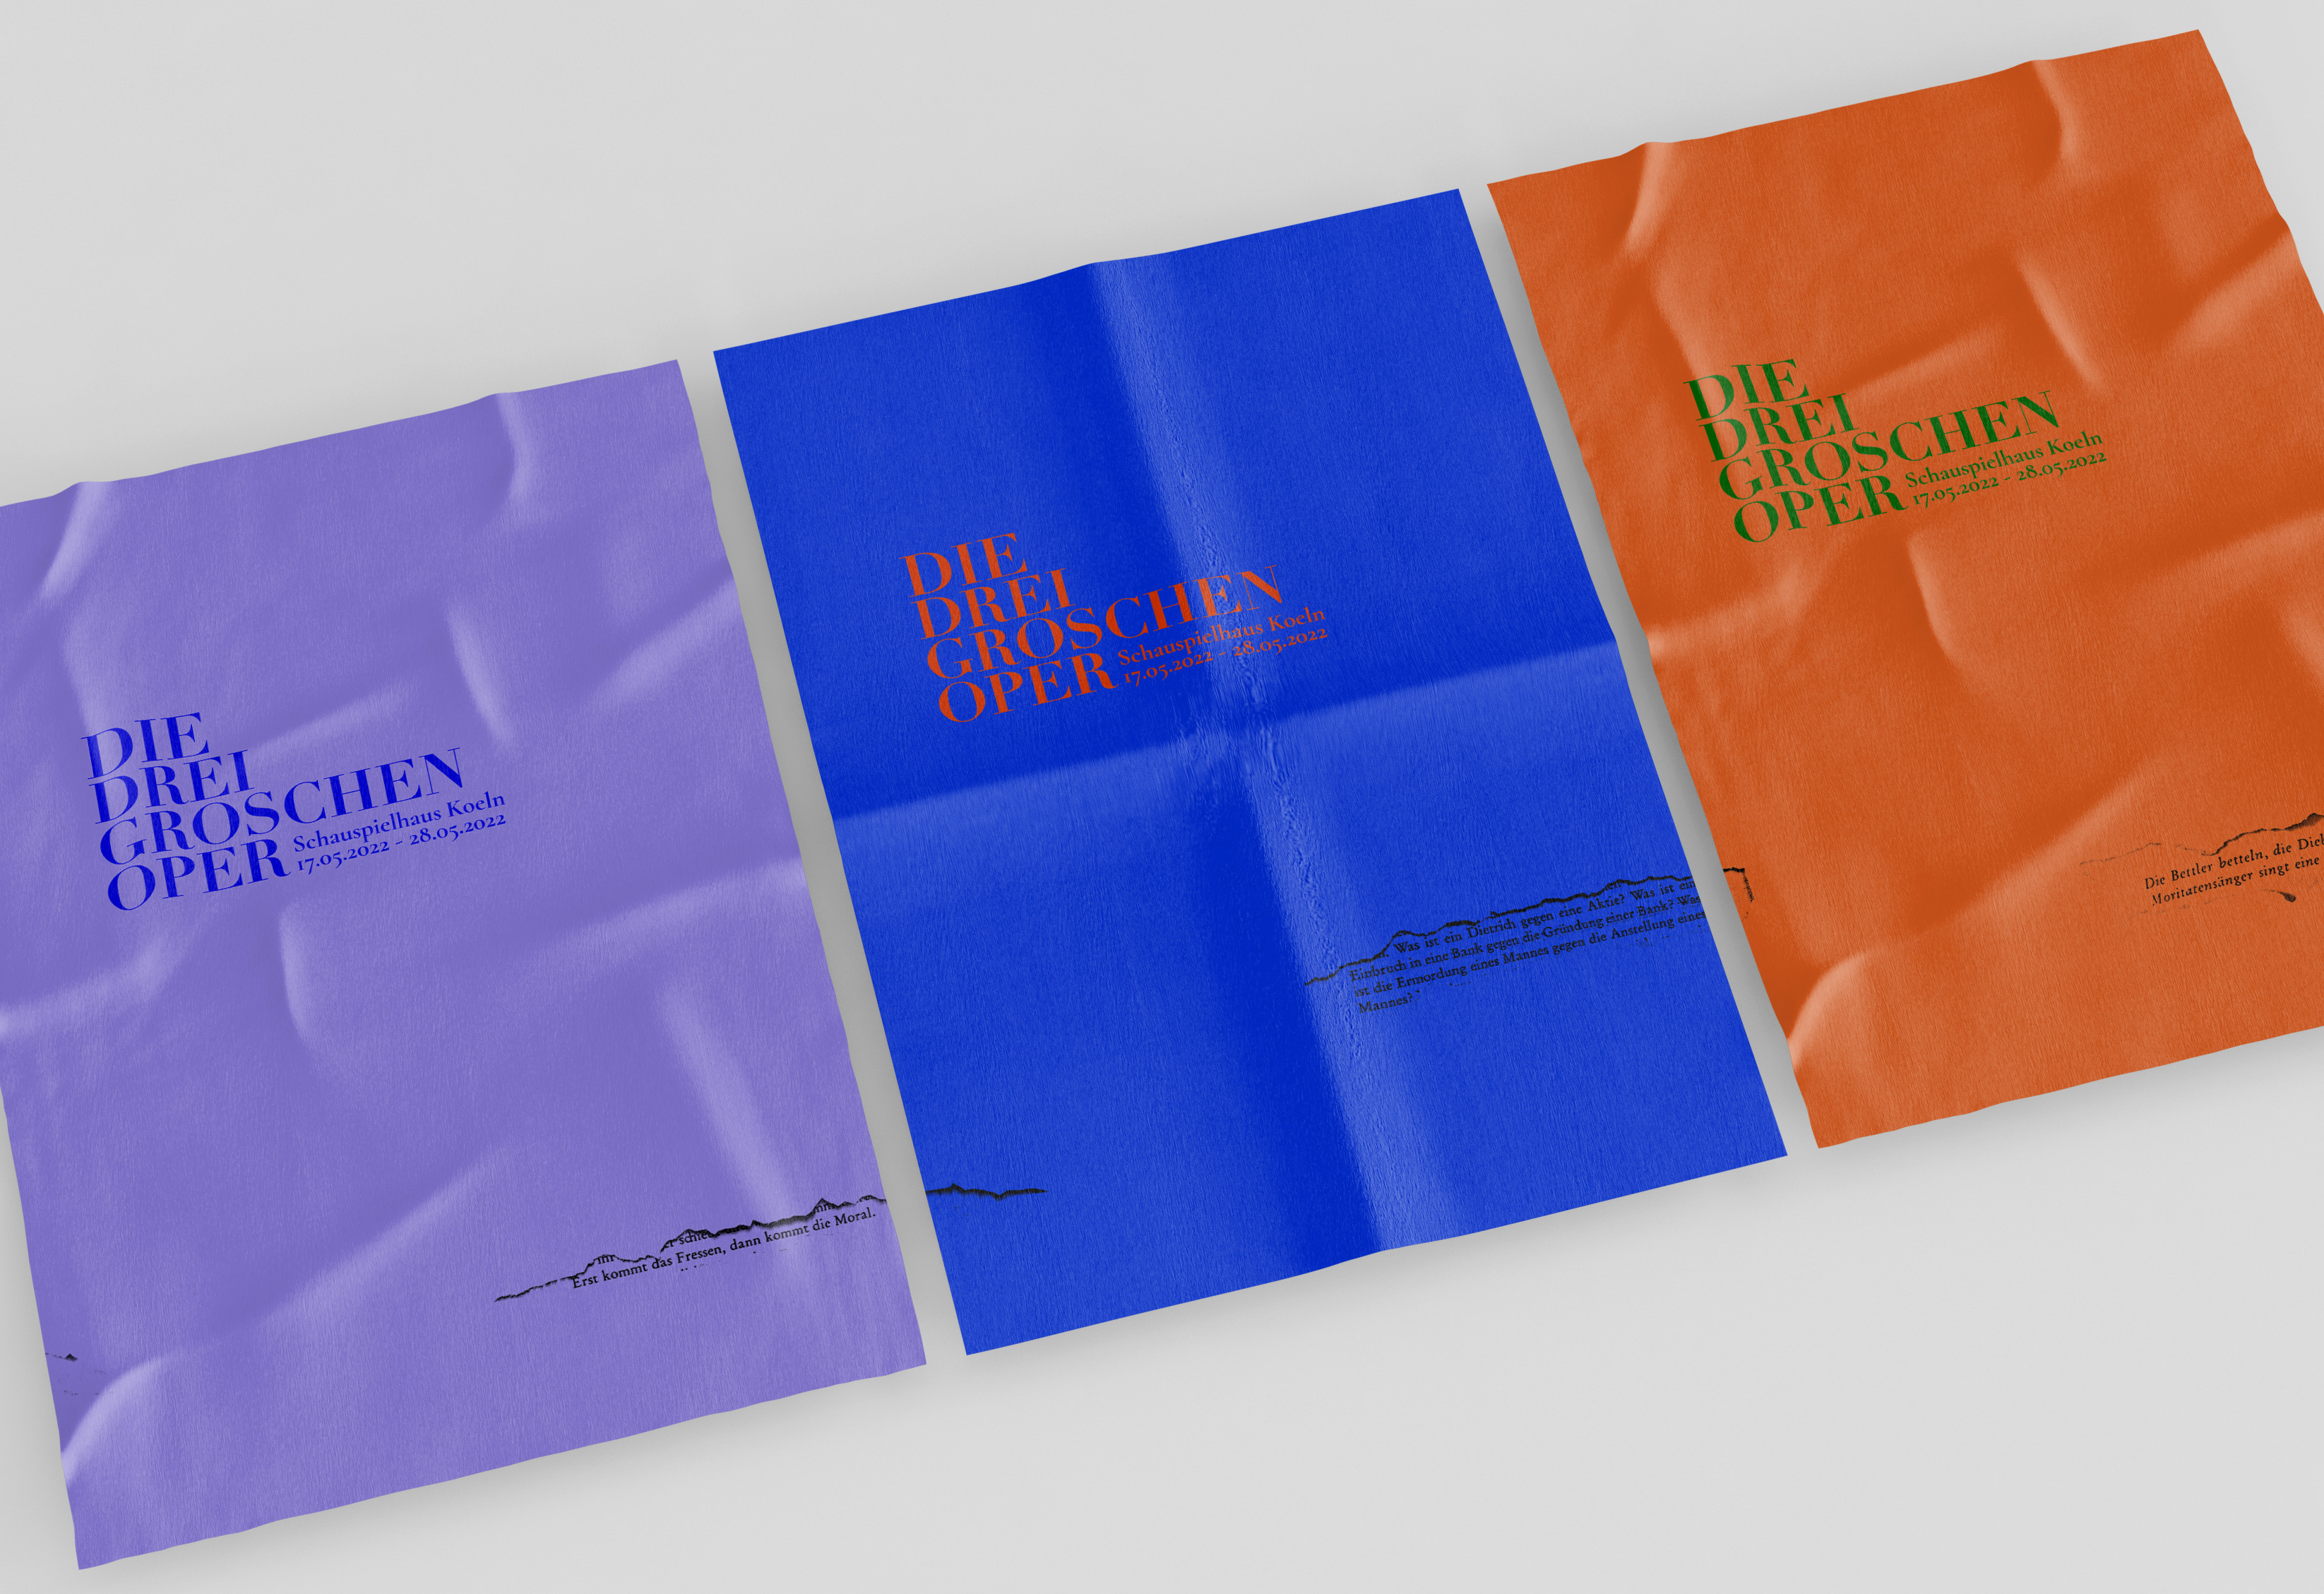 DIE
DREI
GROSCHEN
OPER
Schauspielhaus Koeln
17.05.2022 - 28.05.2022
Erst kommt das Fressen, dann kommt die Moral.
DIE
DREI
GROSCHEN
OPER
Schauspielhaus Koeln
17.05.2022 - 28.05.2022
Was ist ein Dietrich gegen eine Aktie? Was ist ein
Einbruch in eine Bank gegen die Gründung einer Bank? Was
ist die Ermordung eines Mannes gegen die Anstellung eines
Mannes?
DIE
DREI
GROSCHEN
OPER
Schauspielhaus Koeln
17.05.2022 - 28.05.2022
Die Bettler betteln, die
Moritatensänger singt eine